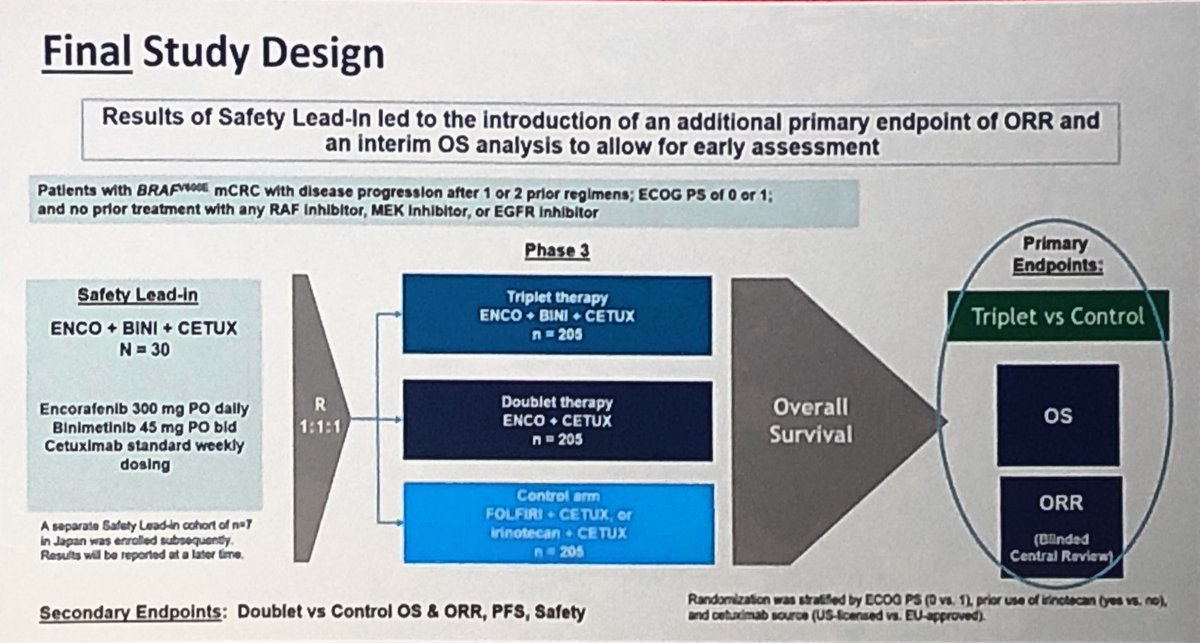 Final Study Design
Results of Safety Lead-In led to the introduction of an additional primary endpoint of ORR and
an interim OS analysis to allow for early assessment
Patients with BRAFV600E mCRC with disease progression after 1 or 2 prior regimens; ECOG PS of 0 or 1;
and no prior treatment with any RAF inhibitor, MEK inhibitor, or EGFR inhibitor
Safety Lead-in
ENCO + BINI + CETUX
N = 30
Encorafenib 300 mg PO daily
Binimetinib 45 mg PO bid
Cetuximab standard weekly
dosing
A separate Safety Lead-in cohort of n=7
in Japan was enrolled subsequently.
Results will be reported at a later time.
R
1:1:1
Phase 3
Triplet therapy
ENCO + BINI + CETUX
n = 205
Doublet therapy
ENCO + CETUX
n = 205
Control arm
FOLFIRI + CETUX, or
irinotecan + CETUX
n = 205
Overall
Survival
Primary
Endpoints:
Triplet vs Control
OS
ORR
(Blinded
Central Review)
Secondary Endpoints: Doublet vs Control OS & ORR, PFS, Safety
Randomization was stratified by ECOG PS (0 vs. 1), prior use of irinotecan (yes vs. no),
and cetuximab source (US-licensed vs. EU-approved).